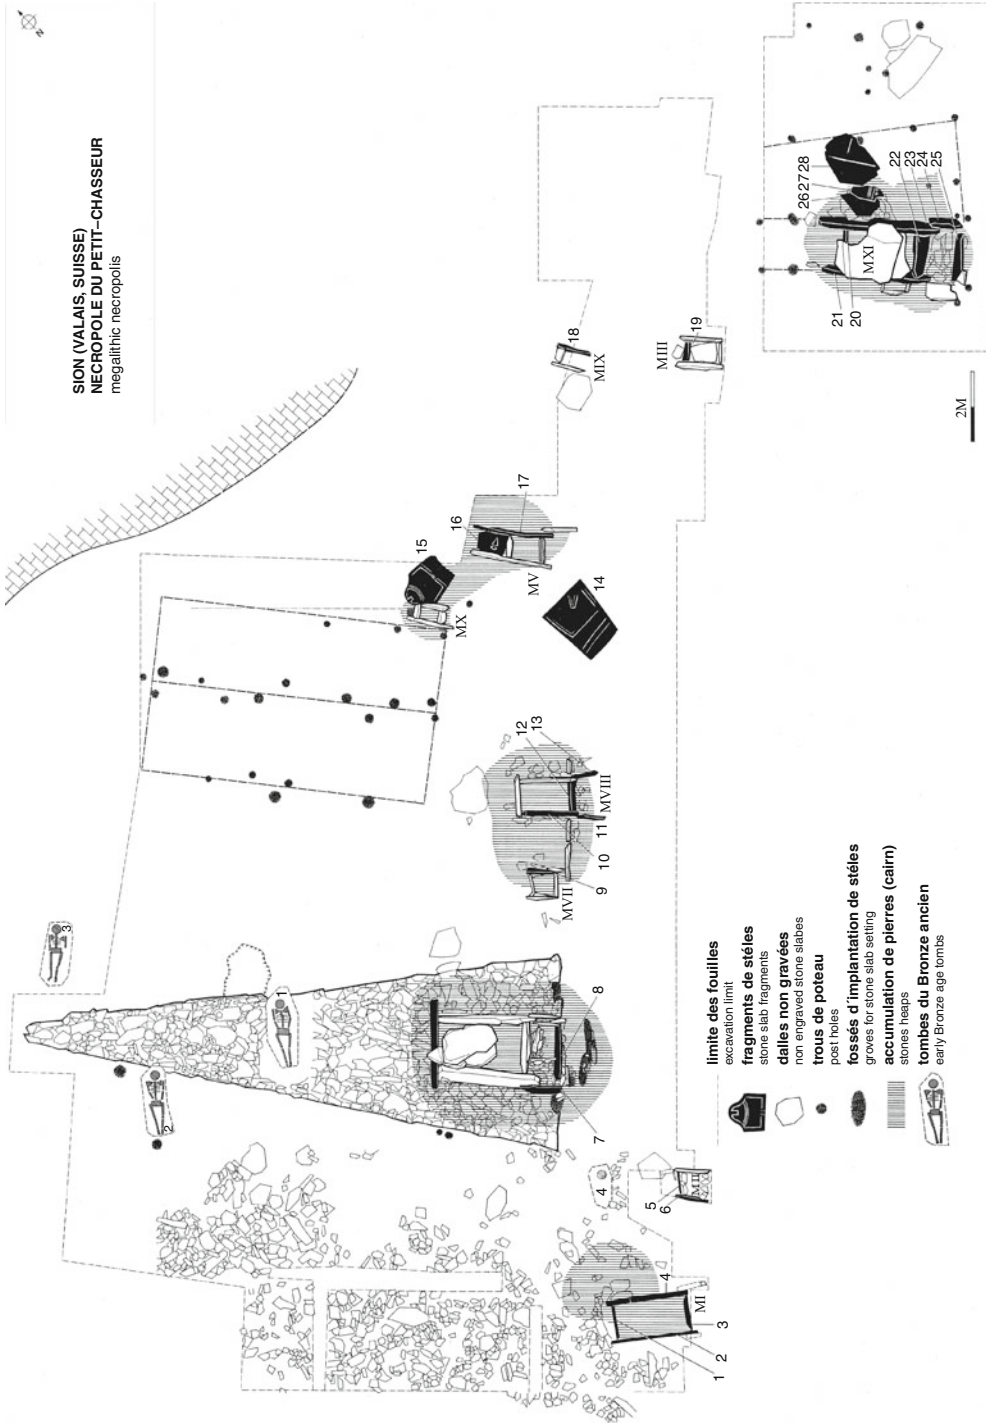 N
SION (VALAIS, SUISSE)
NECROPOLE DU PETIT–CHASSEUR
megalithic necropolis
3
1
2
4
5
6
MII
7
8
MI
1
2
3
4
MVII
9
10
11
MVIII
12
13
14
15
MX
16
17
MV
18
MIX
MIII
19
20
21
MXI
22
23
24
25
26
27
28
2M
limite des fouilles
excavation limit
fragments de stéles
stone slab fragments
dalles non gravées
non engraved stone slabes
trous de poteau
post holes
fossés d'implantation de stéles
groves for stone slab setting
accumulation de pierres (cairn)
stones heaps
tombes du Bronze ancien
early Bronze age tombs